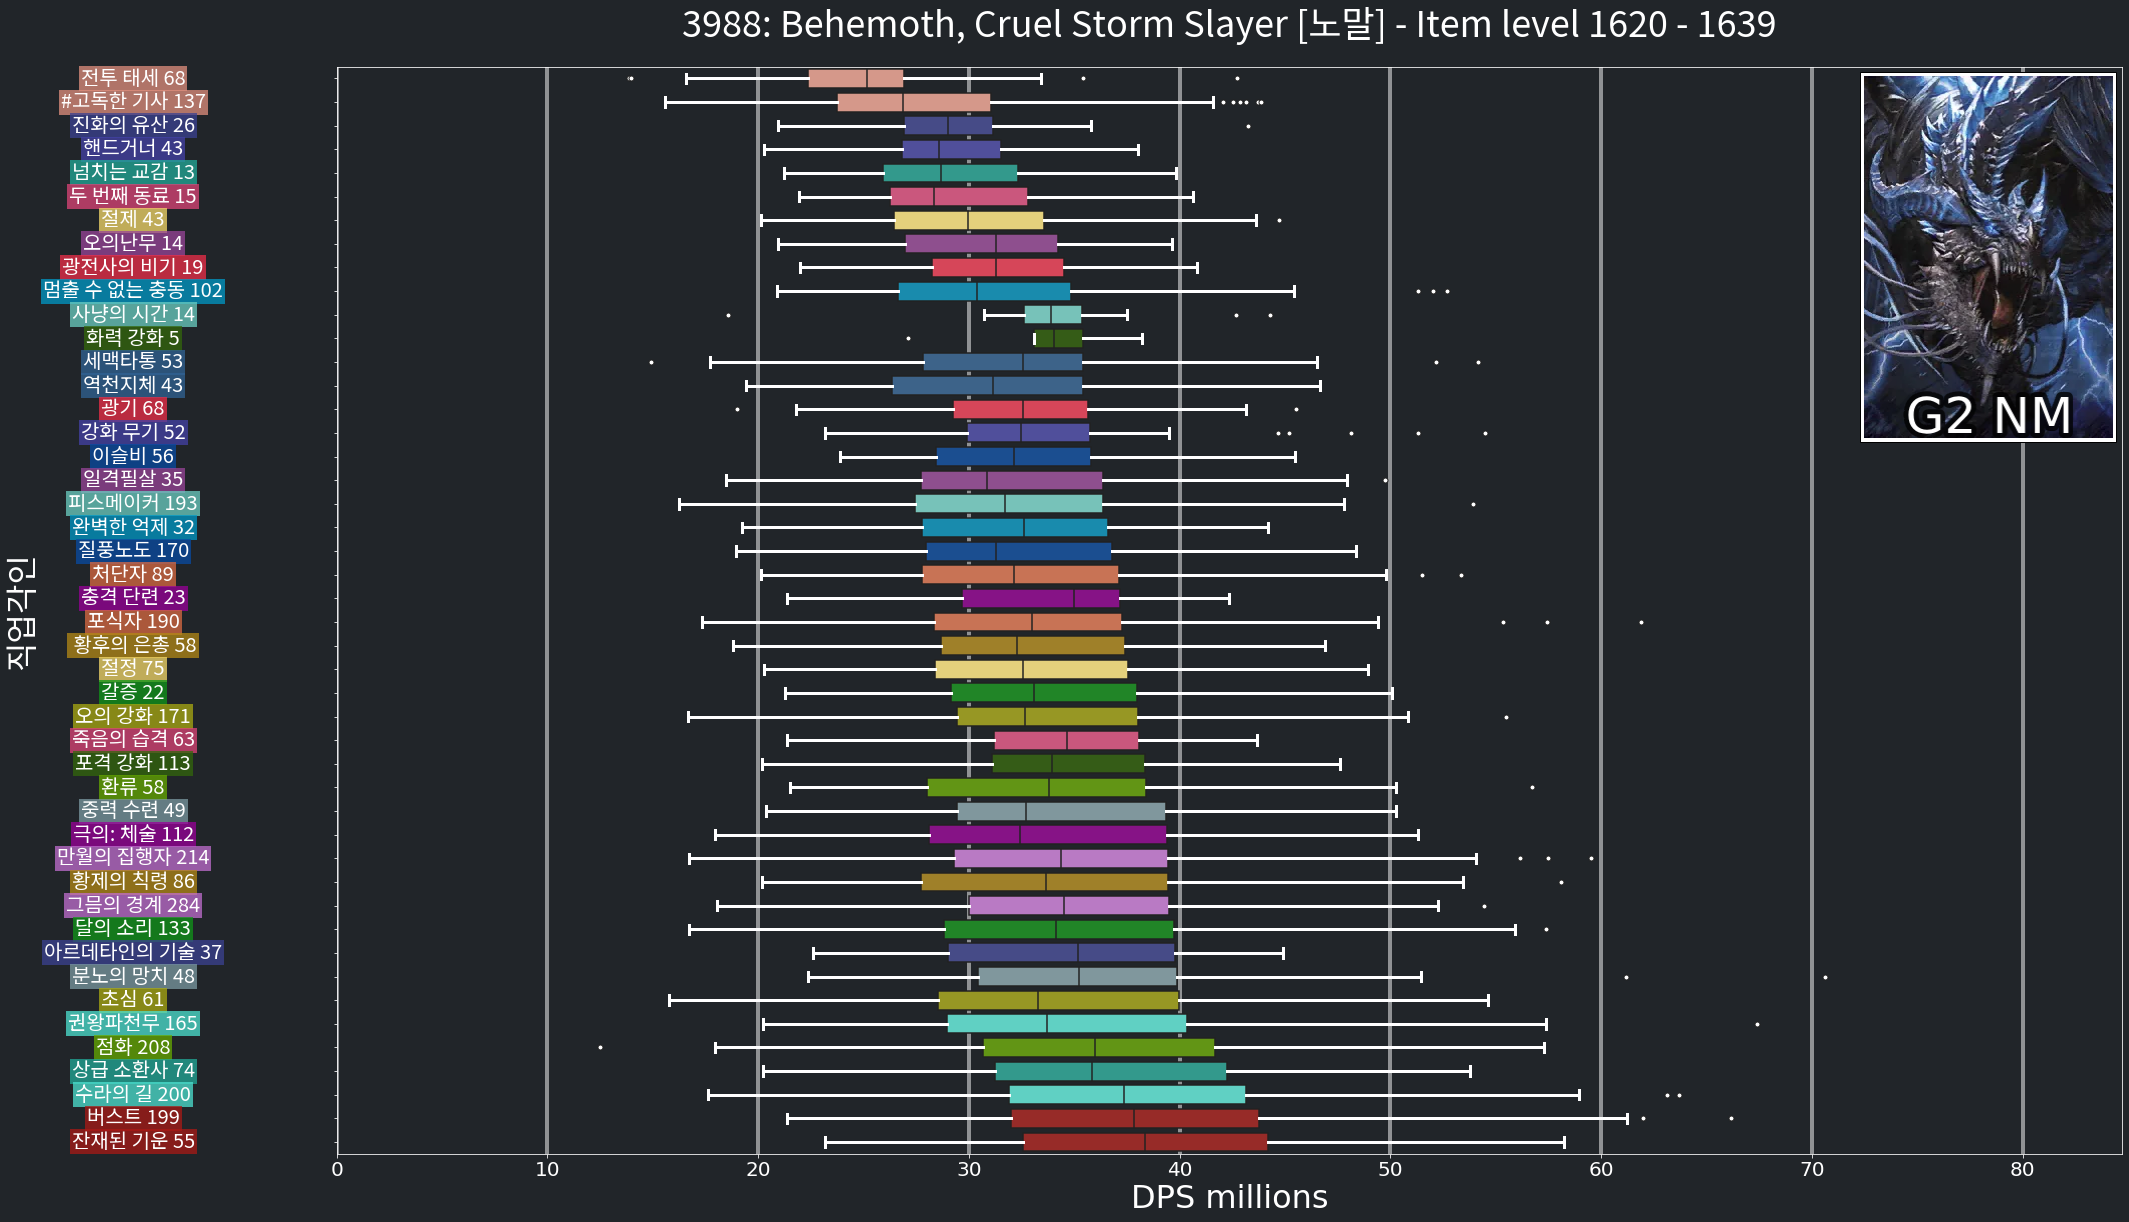 3988: Behemoth, Cruel Storm Slayer [노말] - Item level 1620 - 1639
전투 태세 68
#고독한 기사 137
진화의 유산 26
핸드거너 43
넘치는 교감 13
두 번째 동료 15
절제 43
오의난무 14
광전사의 비기 19
멈출 수 없는 충동 102
사냥의 시간 14
화력 강화 5
세맥타통 53
역천지체 43
광기 68
강화 무기 52
이슬비 56
일격필살 35
피스메이커 193
완벽한 억제 32
질풍노도 170
처단자 89
충격 단련 23
포식자 190
황후의 은총 58
절정 75
갈증 22
오의 강화 171
죽음의 습격 63
포격 강화 113
환류 58
중력 수련 49
극의: 체술 112
만월의 집행자 214
황제의 칙령 86
그믐의 경계 284
달의 소리 133
아르데타인의 기술 37
분노의 망치 48
초심 61
권왕파천무 165
점화 208
상급 소환사 74
수라의 길 200
버스트 199
잔재된 기운 55
직업각인
G2 NM
0 10 20 30 40 50 60 70 80
DPS millions